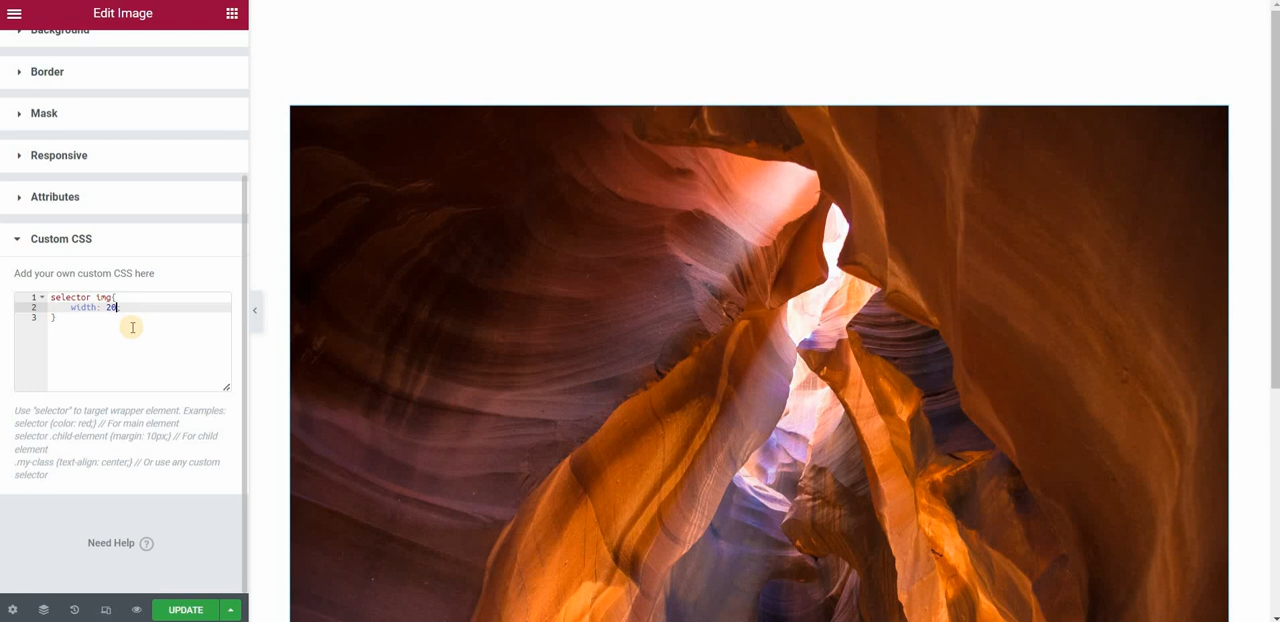 Edit Image
Background
Border
Mask
Responsive
Attributes
Custom CSS
Add your own custom CSS here
1 selector img{
2 width: 20;
3 }
Use "selector" to target wrapper element. Examples:
selector {color: red;} // For main element
selector .child-element {margin: 10px;} // For child
element
.my-class {text-align: center;} // Or use any custom
selector
Need Help ?
UPDATE